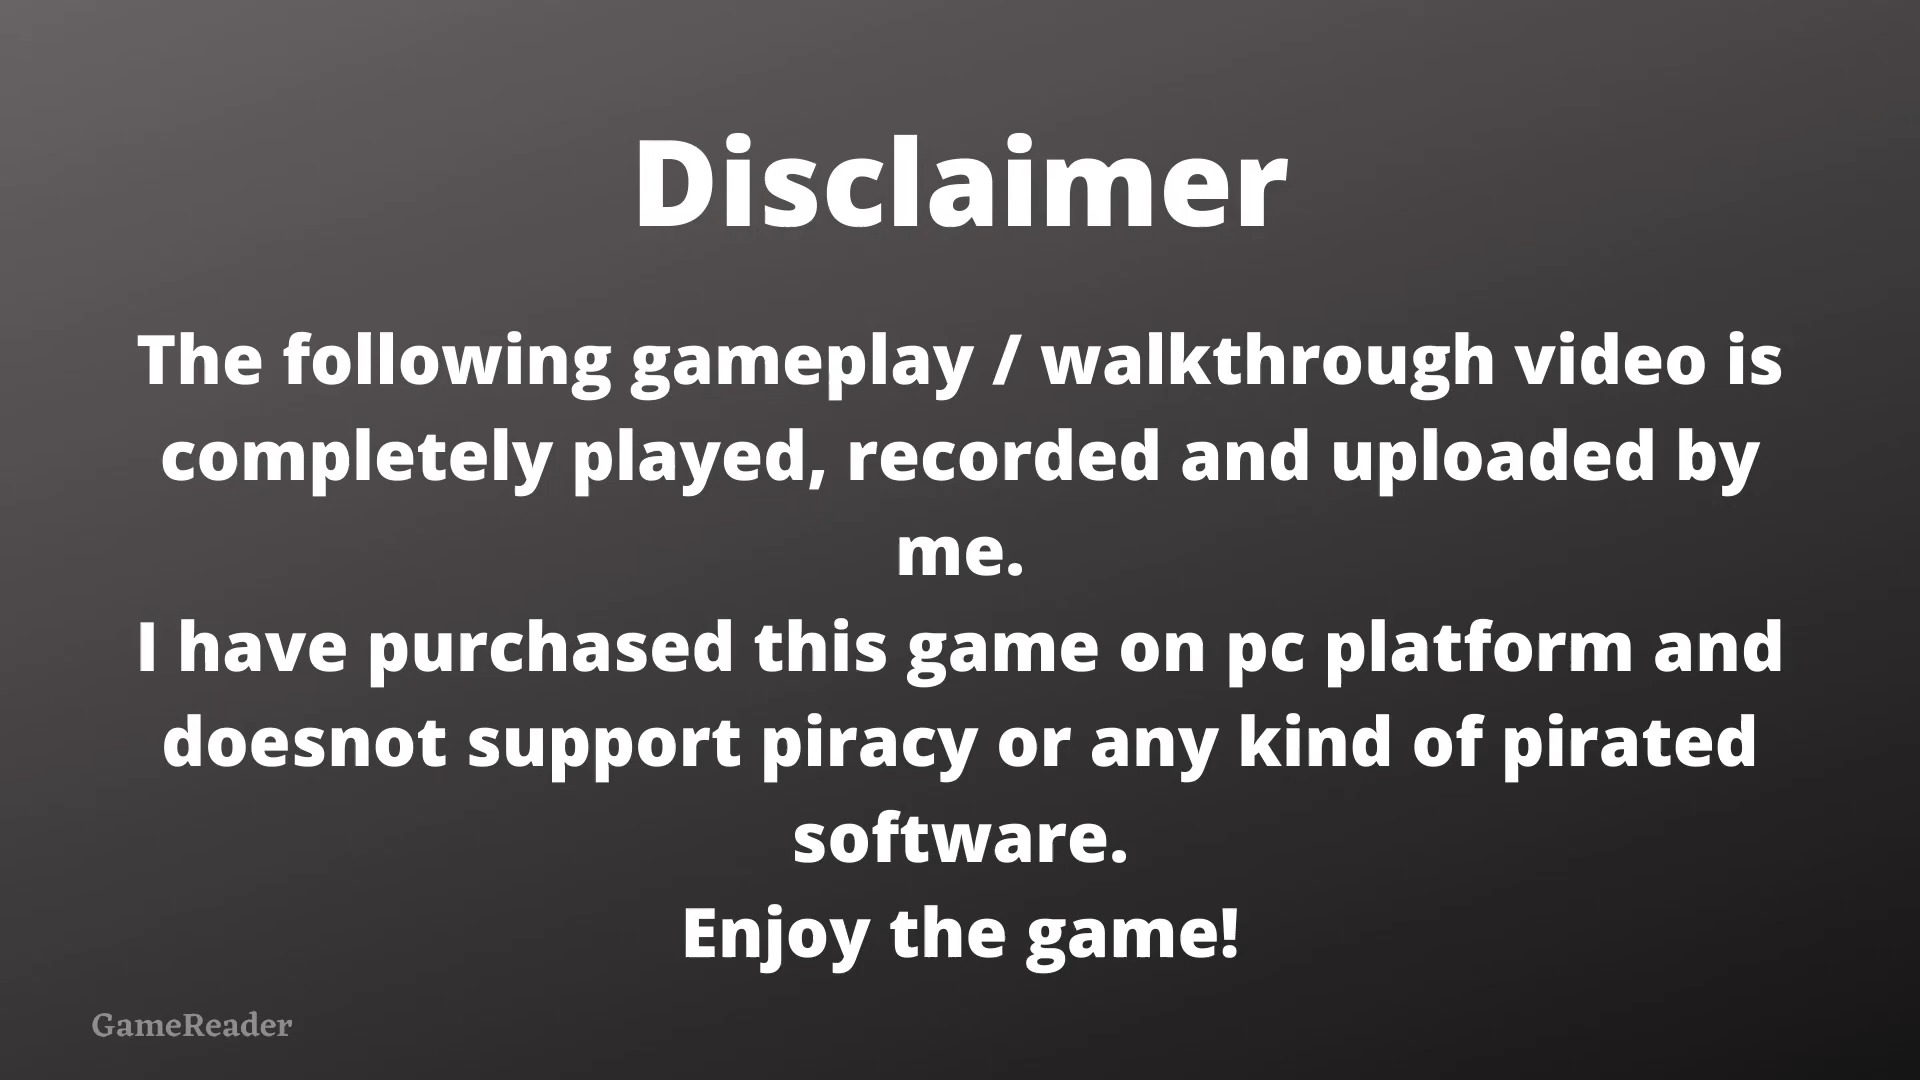 Disclaimer
The following gameplay / walkthrough video is
completely played, recorded and uploaded by
me.
I have purchased this game on pc platform and
doesnot support piracy or any kind of pirated
software.
Enjoy the game!
GameReader